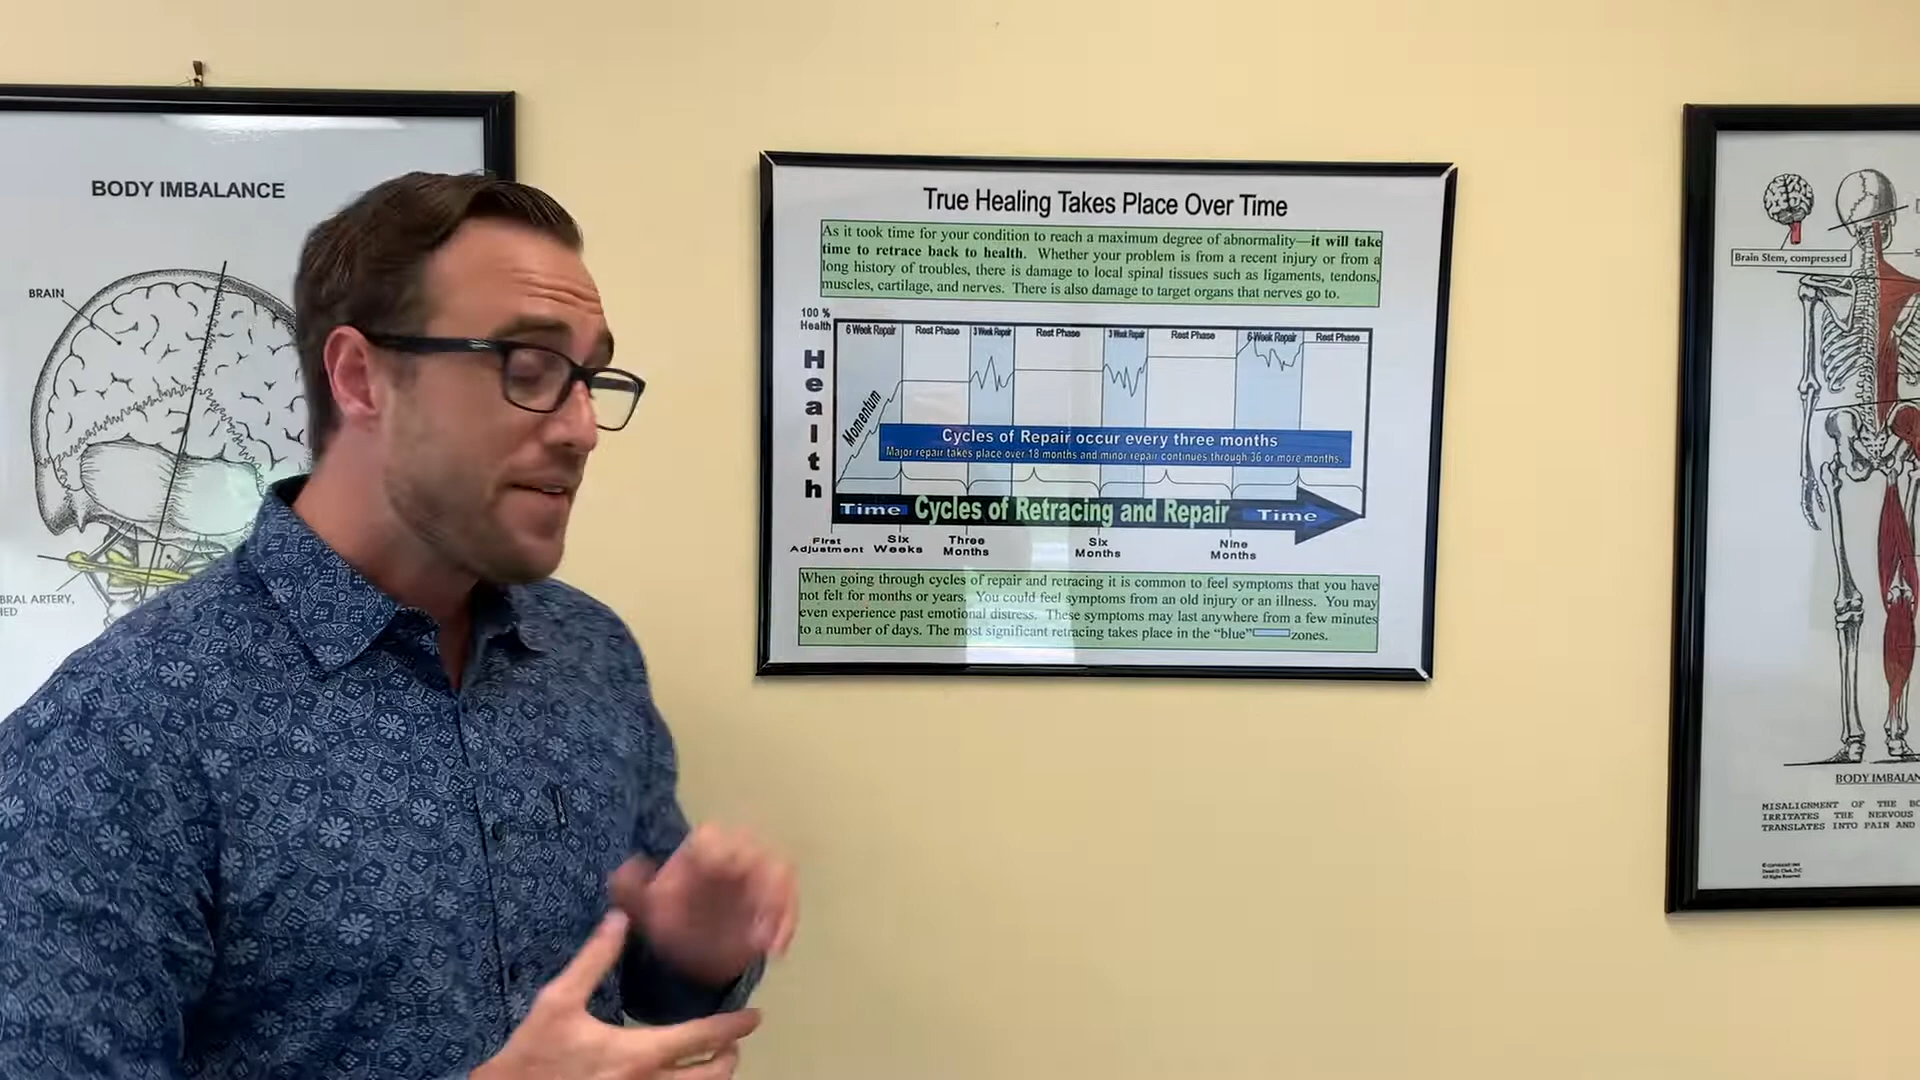 BODY IMBALANCE
BRAIN
BRAL ARTERY,
True Healing Takes Place Over Time
As it took time for your condition to reach a maximum degree of abnormality—it will take
time to retrace back to health. Whether your problem is from a recent injury or from a
long history of troubles, there is damage to local spinal tissues such as ligaments, tendons,
muscles, cartilage, and nerves. There is also damage to target organs that nerves go to.
100 %
Health
6 Week Repair Rest Phase 3 Week Repair Rest Phase 3 Week Repair Rest Phase 6 Week Repair Rest Phase
Health
Momentum
Cycles of Repair occur every three months
Major repair takes place over 18 months and minor repair continues through 36 or more months.
Time Cycles of Retracing and Repair Time
First Adjustment
Six Weeks
Three Months
Six Months
Nine Months
When going through cycles of repair and retracing it is common to feel symptoms that you have
not felt for months or years. You could feel symptoms from an old injury or an illness. You may
even experience past emotional distress. These symptoms may last anywhere from a few minutes
to a number of days. The most significant retracing takes place in the "blue" zones.
Brain Stem, compressed
BODY IMBALAN
MISALIGNMENT OF THE BO
IRRITATES THE NERVOUS
TRANSLATES INTO PAIN AND
All Rights Reserved